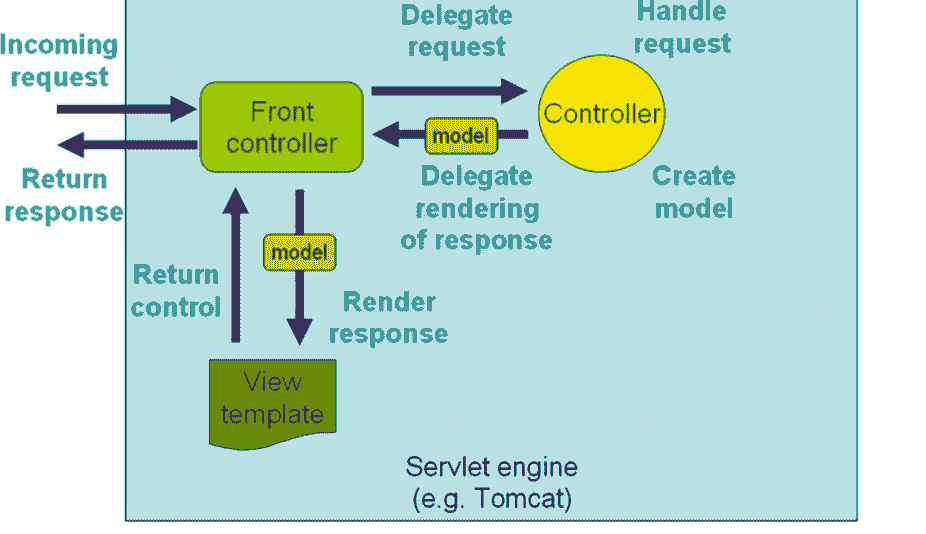 Incoming
request
Delegate
request
Handle
request
Front
controller
model
Controller
Return
response
Delegate
rendering
of response
Create
model
model
Return
control
Render
response
View
template
Servlet engine
(e.g. Tomcat)